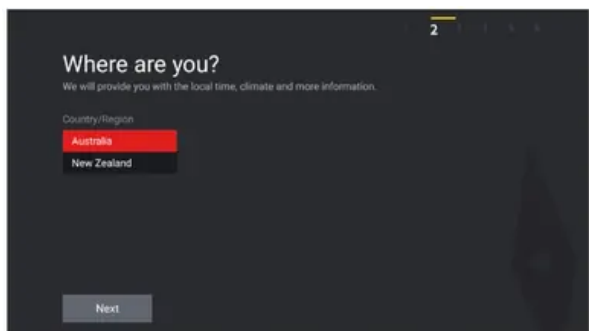 2
Where are you?
We will provide you with the local time, climate and more information.
Country/Region
Australia
New Zealand
Next